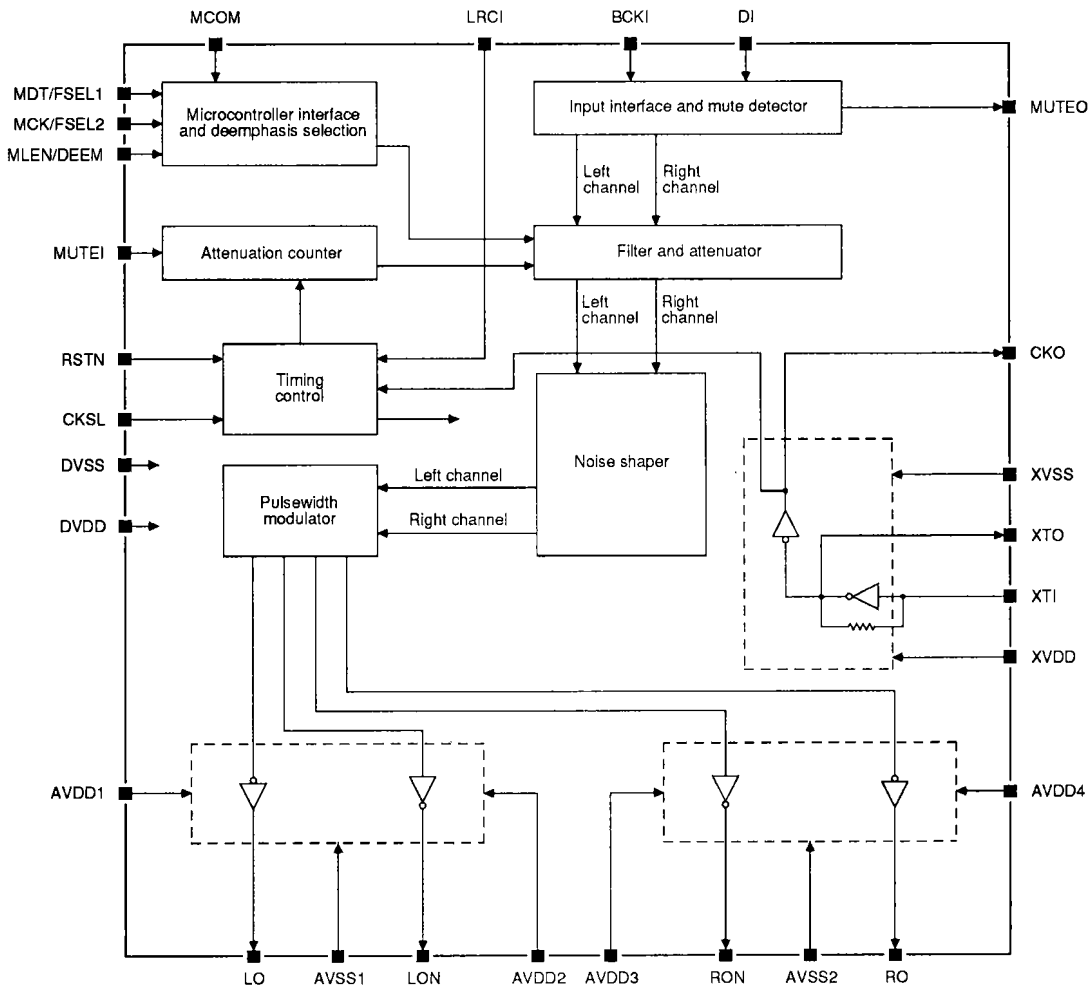 MCOM
LRCI
BCKI
DI
MDT/FSEL1
MCK/FSEL2
MLEN/DEEM
Microcontroller interface
and deemphasis selection
Input interface and mute detector
MUTEO
Left
channel
Right
channel
MUTEI
Attenuation counter
Filter and attenuator
Left
channel
Right
channel
RSTN
CKSL
Timing
control
CKO
DVSS
DVDD
Pulsewidth
modulator
Left channel
Right channel
Noise shaper
XVSS
XTO
XTI
XVDD
AVDD1
AVDD4
LO
AVSS1
LON
AVDD2
AVDD3
RON
AVSS2
RO